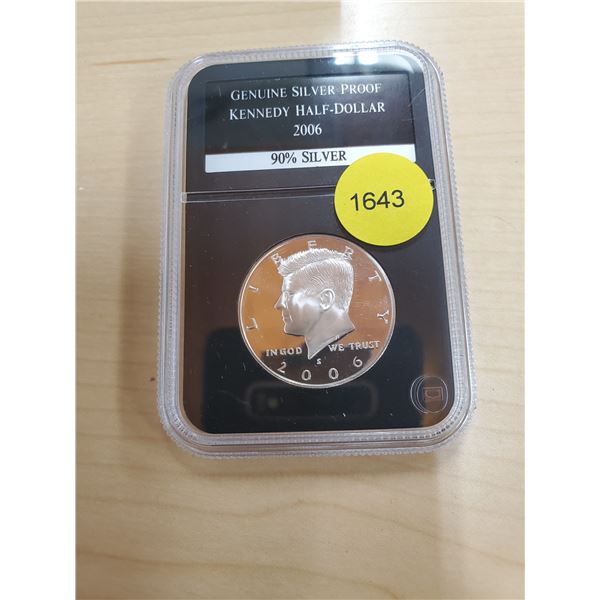 GENUINE SILVER PROOF
KENNEDY HALF-DOLLAR
2006
90% SILVER
1643
LIBERTY
IN GOD WE TRUST
S
2006